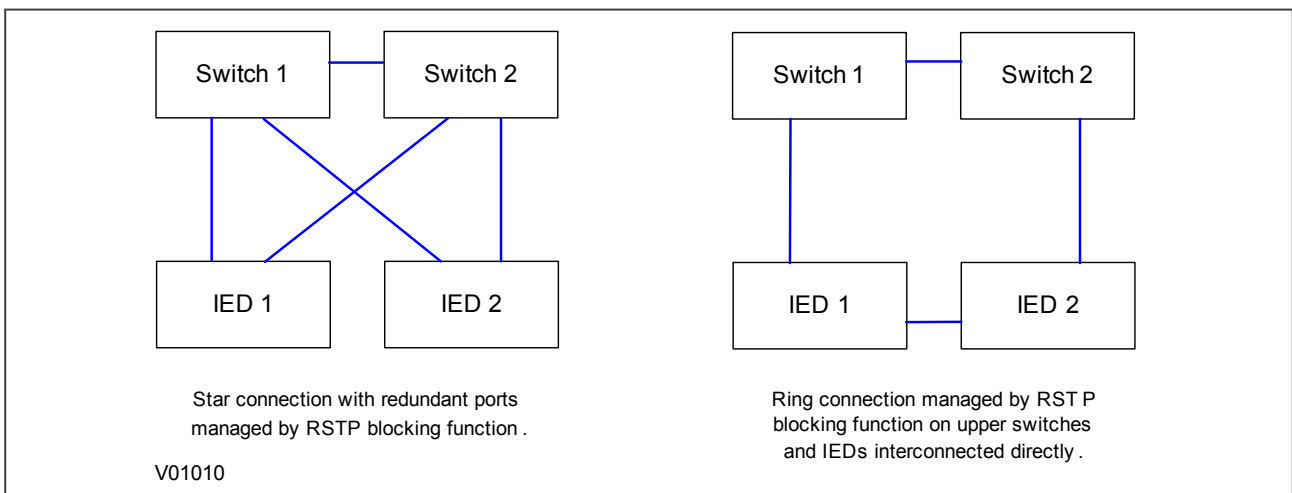 Switch 1
Switch 2
IED 1
IED 2
Star connection with redundant ports
managed by RSTP blocking function .
Switch 1
Switch 2
IED 1
IED 2
Ring connection managed by RST P
blocking function on upper switches
and IEDs interconnected directly .
V01010